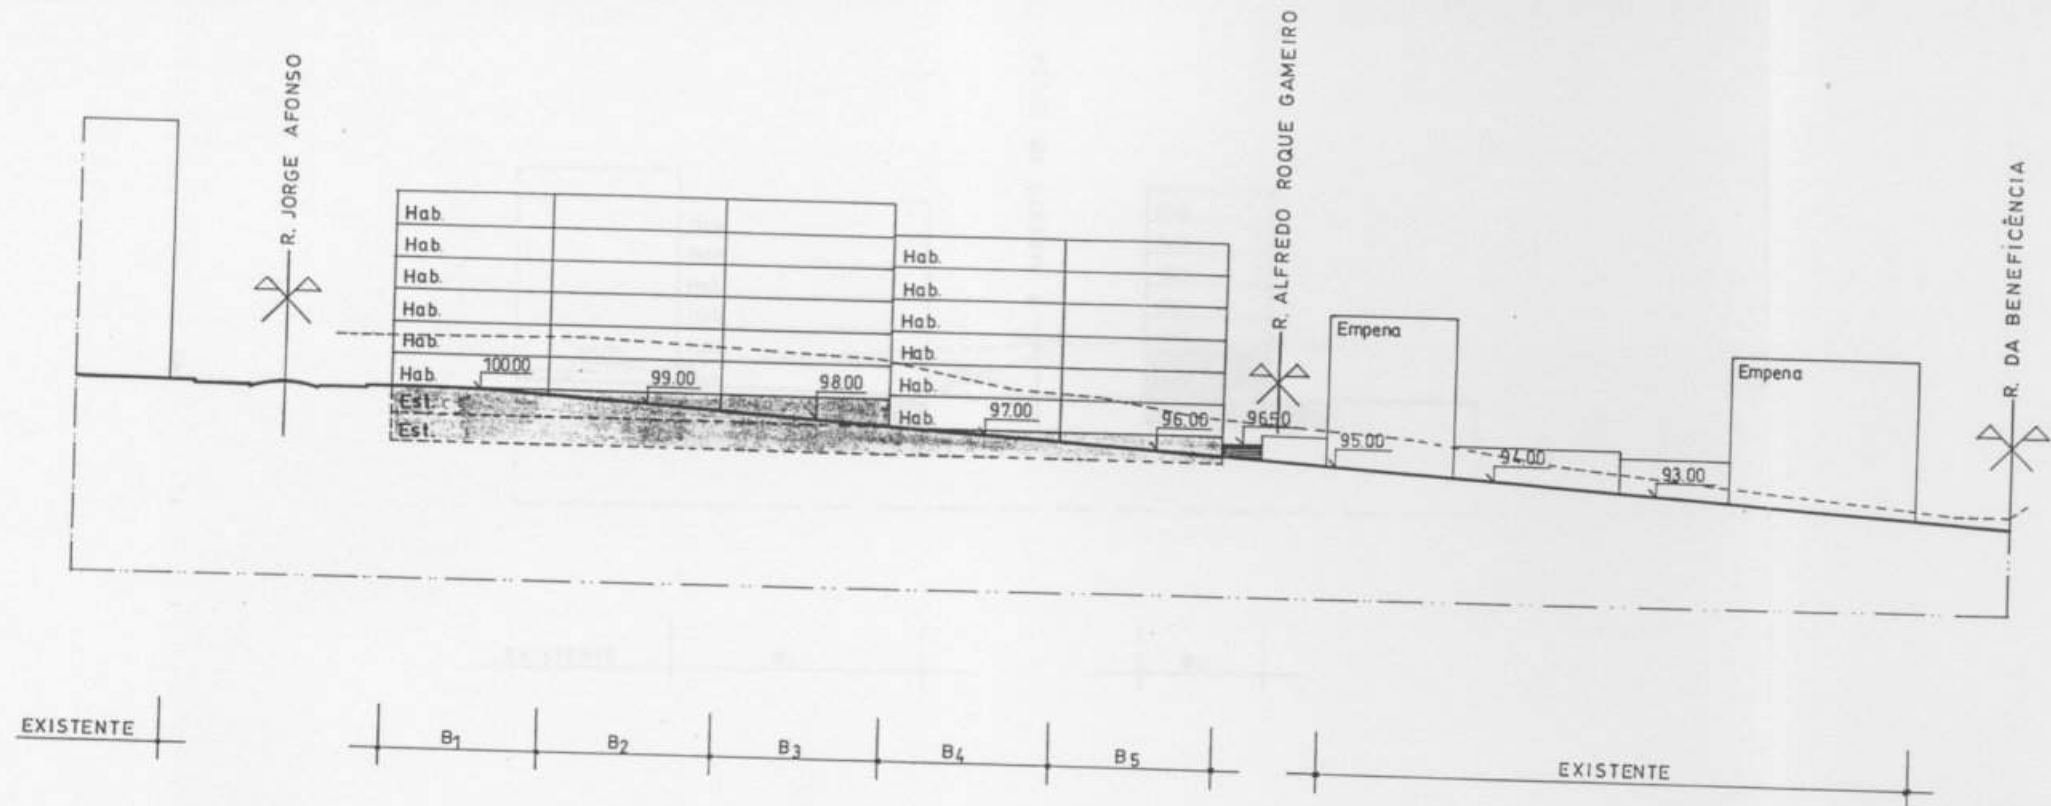 R. JORGE AFONSO
R. ALFREDO ROQUE GAMEIRO
R. DA BENEFICÊNCIA
Hab.
Hab.
Hab.
Hab.
Hab.
Hab.
Est.
Est.
Hab.
Hab.
Hab.
Hab.
Hab.
Hab.
100.00
99.00
98.00
97.00
96.00
96.50
95.00
94.00
93.00
Empena
Empena
EXISTENTE
B1
B2
B3
B4
B5
EXISTENTE